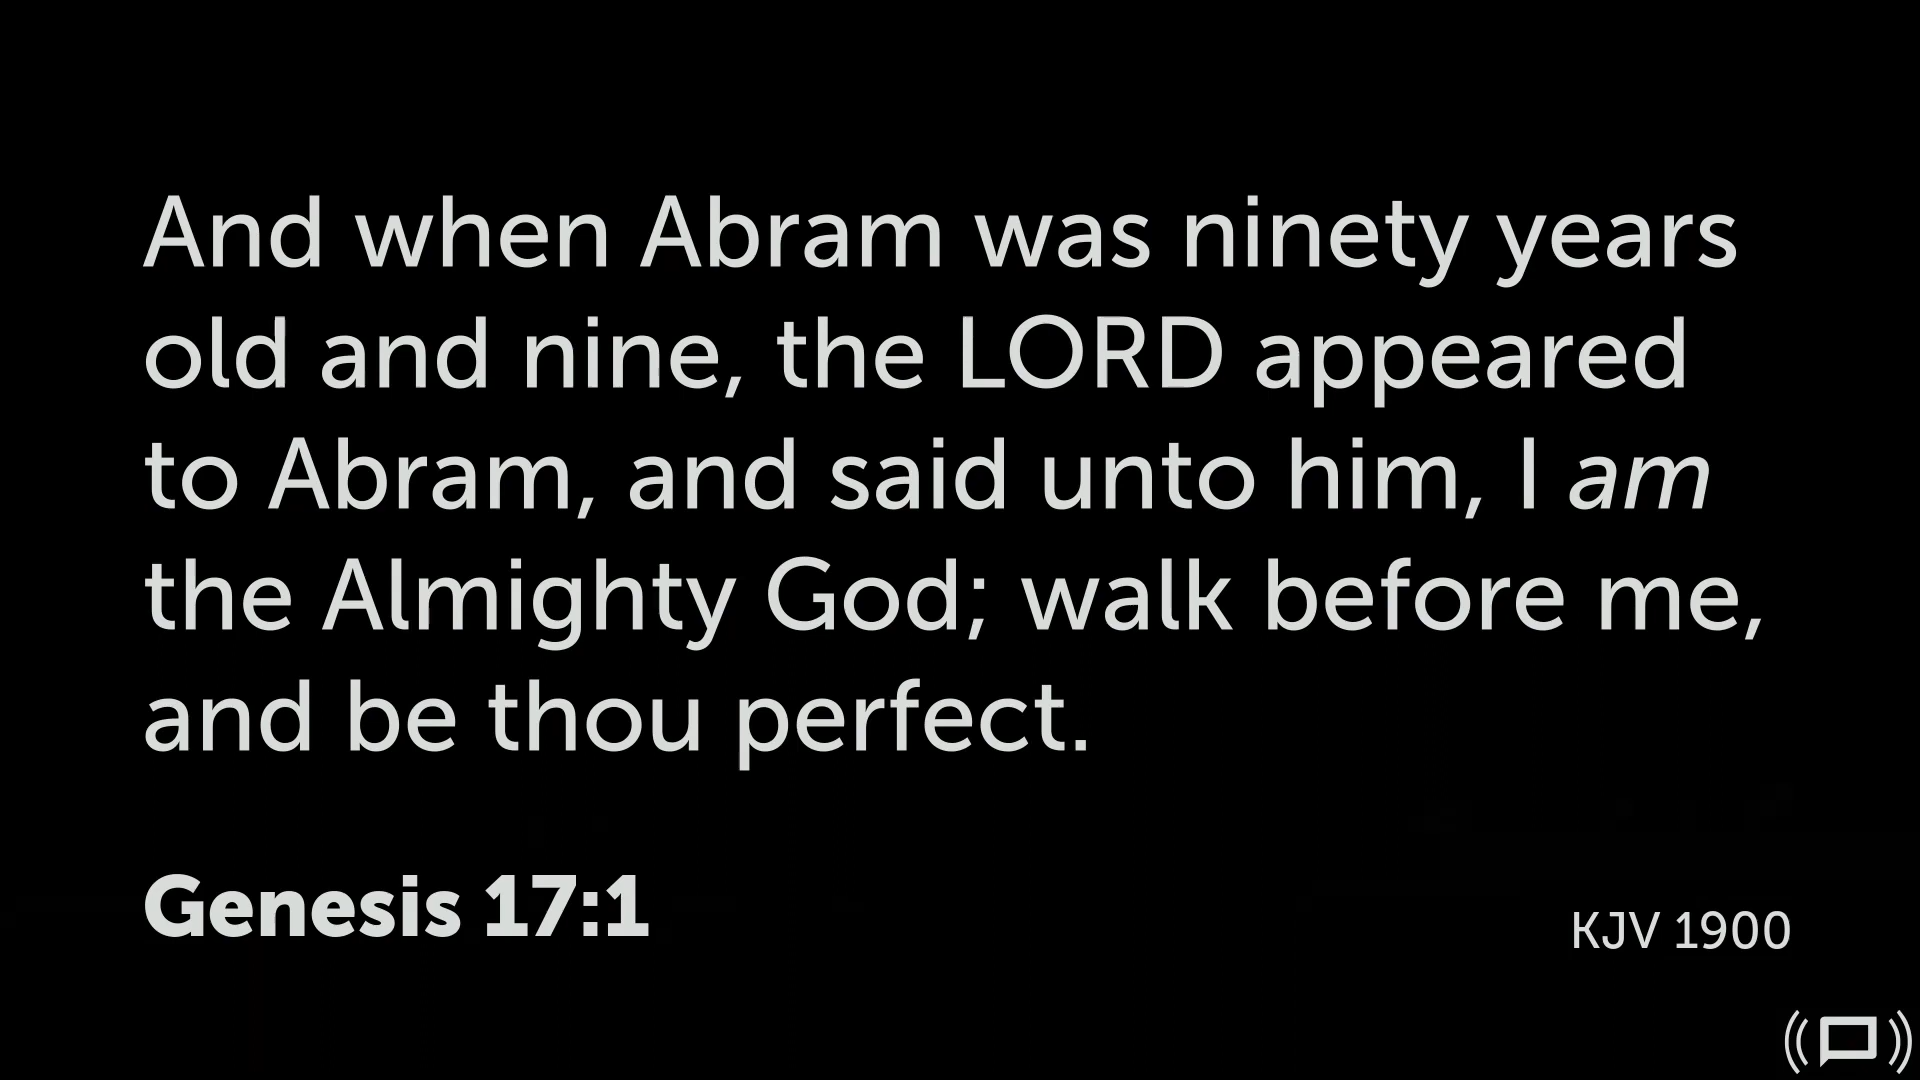 And when Abram was ninety years
old and nine, the LORD appeared
to Abram, and said unto him, I am
the Almighty God; walk before me,
and be thou perfect.
Genesis 17:1
KJV 1900